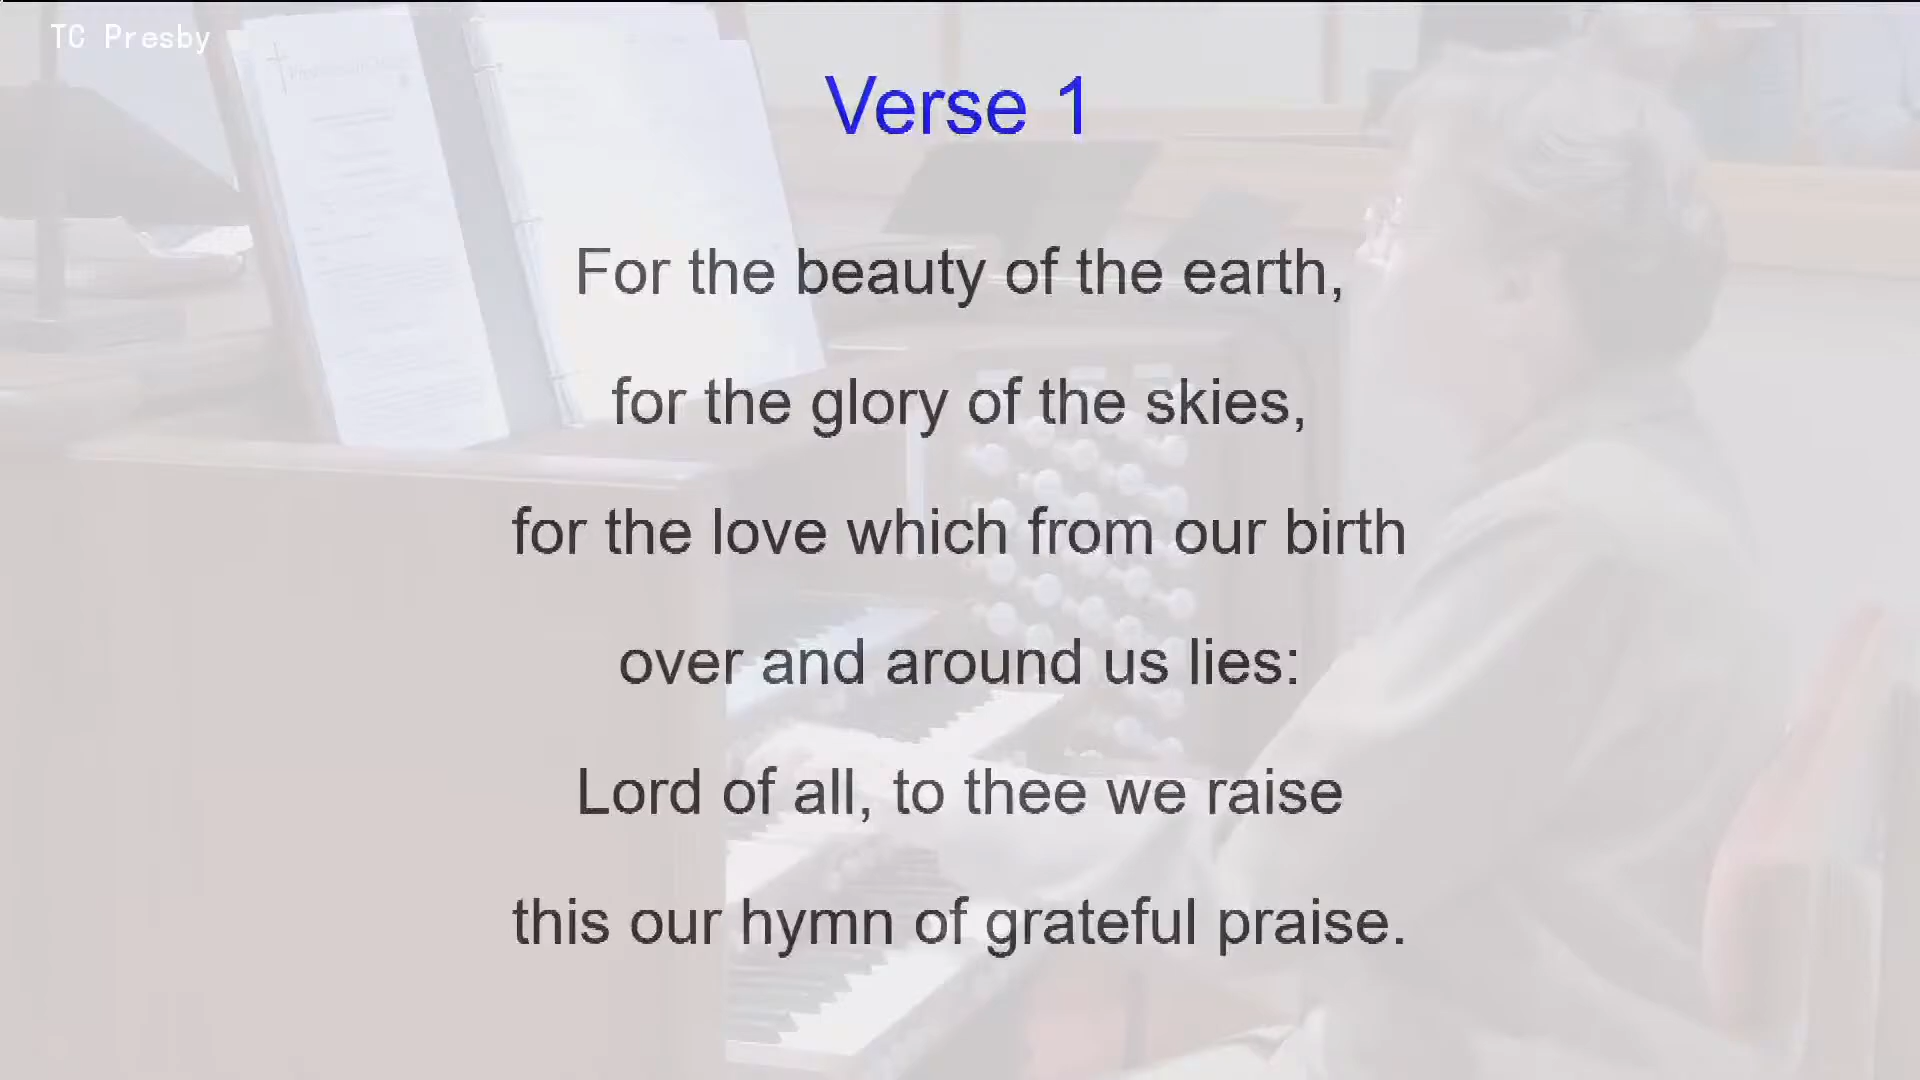 TC Presby
Verse 1
For the beauty of the earth,
for the glory of the skies,
for the love which from our birth
over and around us lies:
Lord of all, to thee we raise
this our hymn of grateful praise.